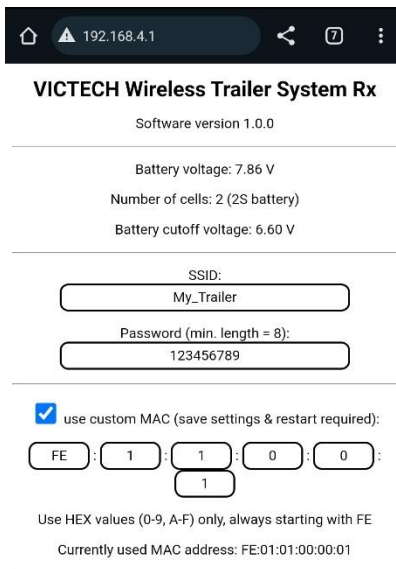 192.168.4.1
7
VICTECH Wireless Trailer System Rx
Software version 1.0.0
Battery voltage: 7.86 V
Number of cells: 2 (2S battery)
Battery cutoff voltage: 6.60 V
SSID:
My_Trailer
Password (min. length = 8):
123456789
use custom MAC (save settings & restart required):
FE : 1 : 1 : 0 : 0 :
1
Use HEX values (0-9, A-F) only, always starting with FE
Currently used MAC address: FE:01:01:00:00:01